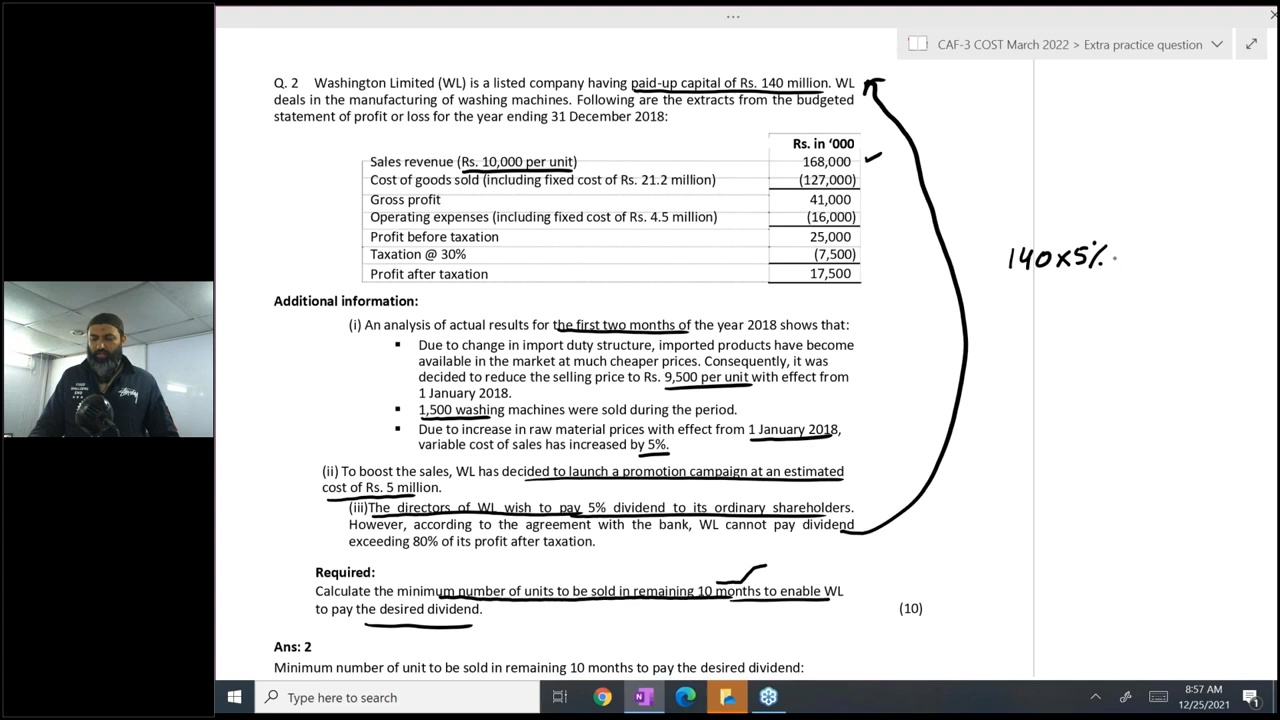 ...
CAF-3 COST March 2022 > Extra practice question
Q. 2 Washington Limited (WL) is a listed company having paid-up capital of Rs. 140 million. WL
deals in the manufacturing of washing machines. Following are the extracts from the budgeted
statement of profit or loss for the year ending 31 December 2018:
Rs. in ‘000
Sales revenue (Rs. 10,000 per unit) 168,000
Cost of goods sold (including fixed cost of Rs. 21.2 million) (127,000)
Gross profit 41,000
Operating expenses (including fixed cost of Rs. 4.5 million) (16,000)
Profit before taxation 25,000
Taxation @ 30% (7,500)
Profit after taxation 17,500
140x5%
Additional information:
(i) An analysis of actual results for the first two months of the year 2018 shows that:
▪ Due to change in import duty structure, imported products have become
available in the market at much cheaper prices. Consequently, it was
decided to reduce the selling price to Rs. 9,500 per unit with effect from
1 January 2018.
▪ 1,500 washing machines were sold during the period.
▪ Due to increase in raw material prices with effect from 1 January 2018,
variable cost of sales has increased by 5%.
(ii) To boost the sales, WL has decided to launch a promotion campaign at an estimated
cost of Rs. 5 million.
(iii)The directors of WL wish to pay 5% dividend to its ordinary shareholders.
However, according to the agreement with the bank, WL cannot pay dividend
exceeding 80% of its profit after taxation.
Required:
Calculate the minimum number of units to be sold in remaining 10 months to enable WL
to pay the desired dividend. (10)
Ans: 2
Minimum number of unit to be sold in remaining 10 months to pay the desired dividend:
Type here to search
8:57 AM
12/25/2021